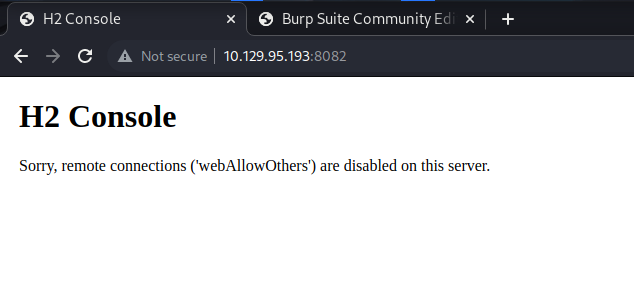 H2 Console
Burp Suite Community Edi
Not secure
10.129.95.193:8082
H2 Console
Sorry, remote connections ('webAllowOthers') are disabled on this server.